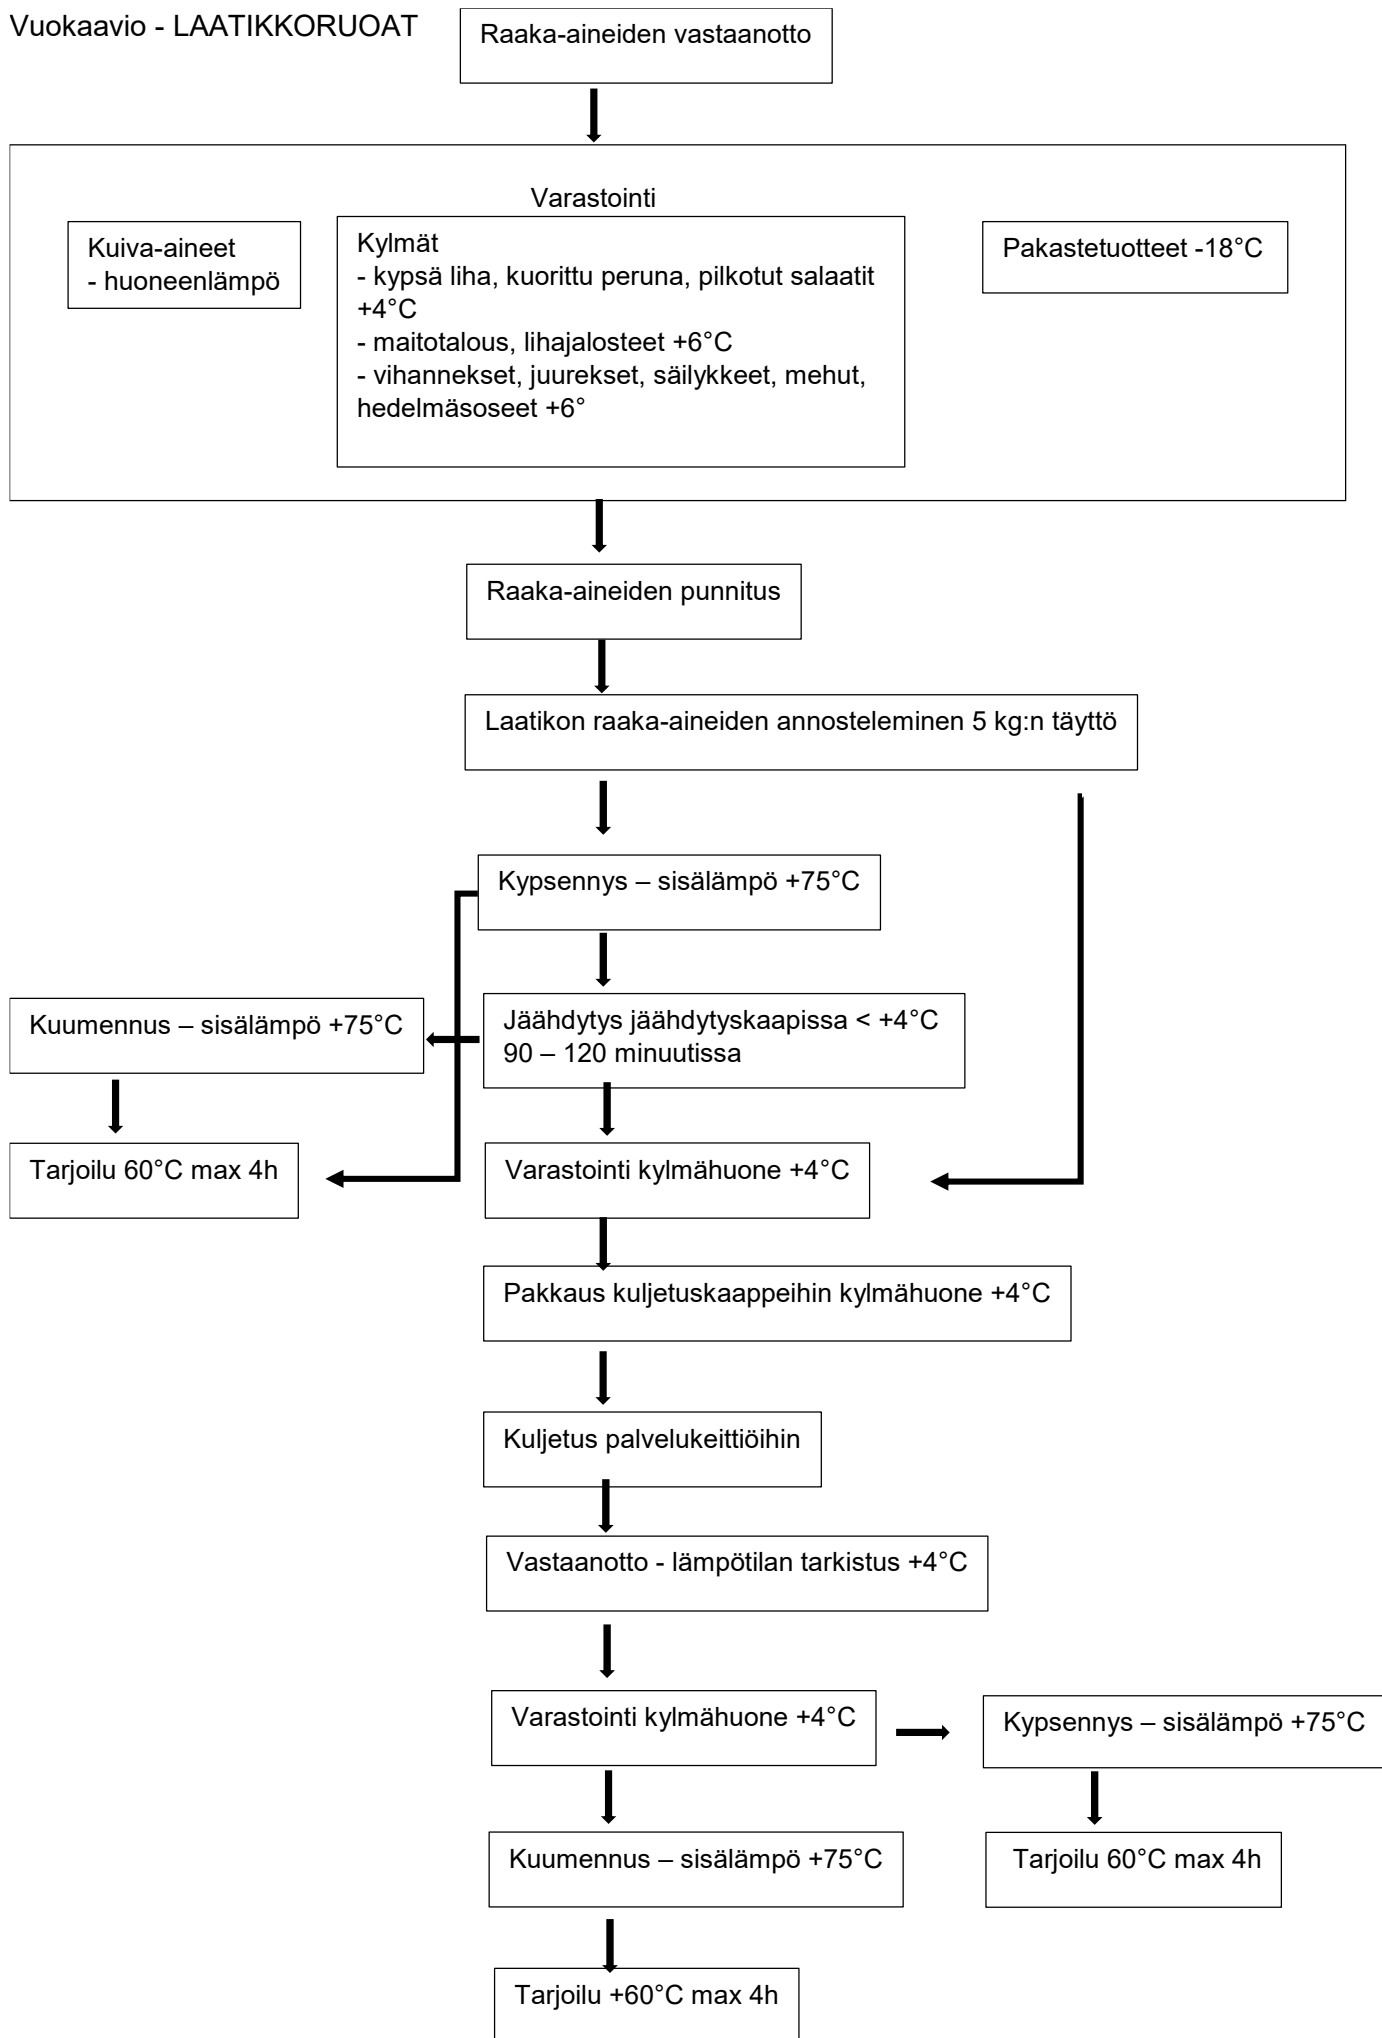 Vuokaavio - LAATIKKORUOAT
Raaka-aineiden vastaanotto
Varastointi
Kuiva-aineet
- huoneenlämpö
Kylmät
- kypsä liha, kuorittu peruna, pilkotut salaatit
+4°C
- maitotalous, lihajalosteet +6°C
- vihannekset, juurekset, säilykkeet, mehut,
hedelmäsoseet +6°
Pakastetuotteet -18°C
Raaka-aineiden punnitus
Laatikon raaka-aineiden annosteleminen 5 kg:n täyttö
Kypsennys – sisälämpö +75°C
Kuumennus – sisälämpö +75°C
Jäähdytys jäähdytyskaapissa < +4°C
90 – 120 minuutissa
Tarjoilu 60°C max 4h
Varastointi kylmähuone +4°C
Pakkaus kuljetuskaappeihin kylmähuone +4°C
Kuljetus palvelukeittiöihin
Vastaanotto - lämpötilan tarkistus +4°C
Varastointi kylmähuone +4°C
Kypsennys – sisälämpö +75°C
Kuumennus – sisälämpö +75°C
Tarjoilu 60°C max 4h
Tarjoilu +60°C max 4h